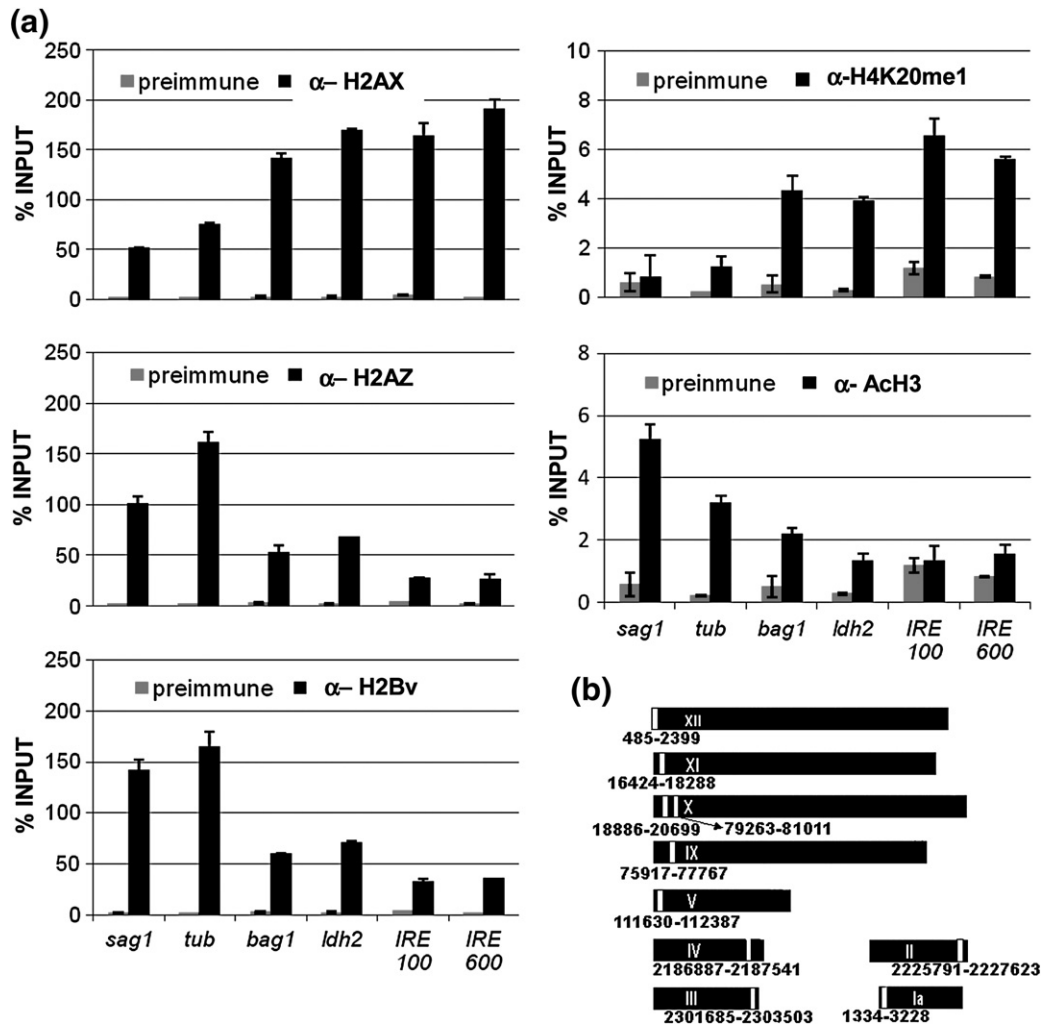 (a)
250
200
150
100
50
0
% INPUT
preimmune α– H2AX
10
8
6
4
2
0
% INPUT
preimmune α-H4K20me1
250
200
150
100
50
0
% INPUT
preimmune α– H2AZ
8
6
4
2
0
% INPUT
preinmune α- AcH3
sag1 tub bag1 ldh2 IRE 100 IRE 600
250
200
150
100
50
0
% INPUT
preimmune α– H2Bv
sag1 tub bag1 ldh2 IRE 100 IRE 600
(b)
XII
485-2399
XI
16424-18288
X
18886-20699 79263-81011
IX
75917-77767
V
111630-112387
IV II
2186887-2187541 2225791-2227623
III Ia
2301685-2303503 1334-3228